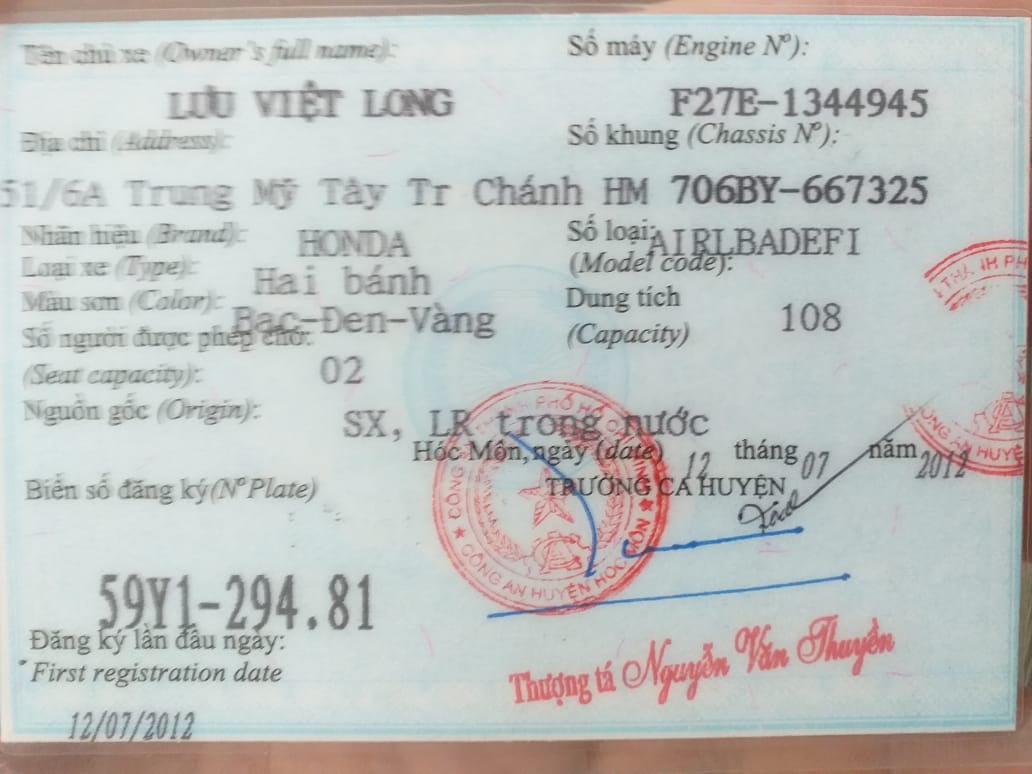 Tên chủ xe (Owner's full name):
LƯU VIỆT LONG
Địa chỉ (Address):
51/6A Trung Mỹ Tây Tr Chánh HM
Nhãn hiệu (Brand): HONDA
Loại xe (Type): Hai bánh
Màu sơn (Color): Bạc-Đen-Vàng
Số người được phép chở:
(Seat capacity): 02
Nguồn gốc (Origin): SX, LR trong nước
Số máy (Engine Nº):
F27E-1344945
Số khung (Chassis Nº):
706BY-667325
Số loại: AIRLBADEFI
(Model code):
Dung tích
(Capacity) 108
Hóc Môn, ngày (date) 12 tháng 07 năm 2012
TRƯỞNG CA HUYỆN
Biển số đăng ký (Nº Plate)
59Y1-294.81
Đăng ký lần đầu ngày:
First registration date
12/07/2012
CÔNG AN HUYỆN HÓC MÔN
Thượng tá Nguyễn Văn Thuyền